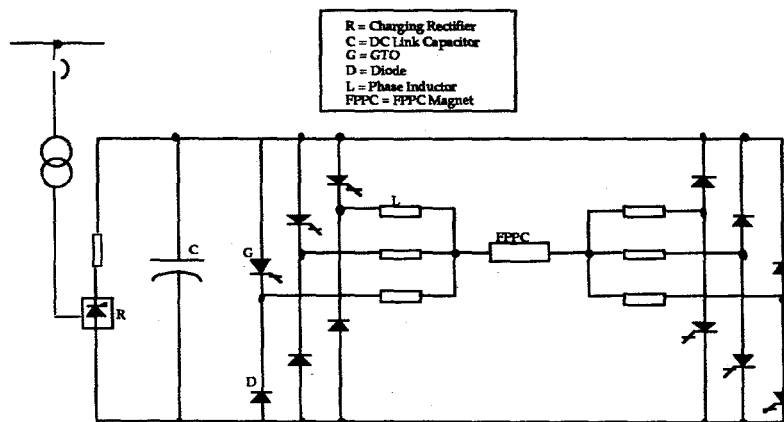 R = Charging Rectifier
C = DC Link Capacitor
G = GTO
D = Diode
L = Phase Inductor
FPPC = FPPC Magnet
L
FPPC
C
G
R
D